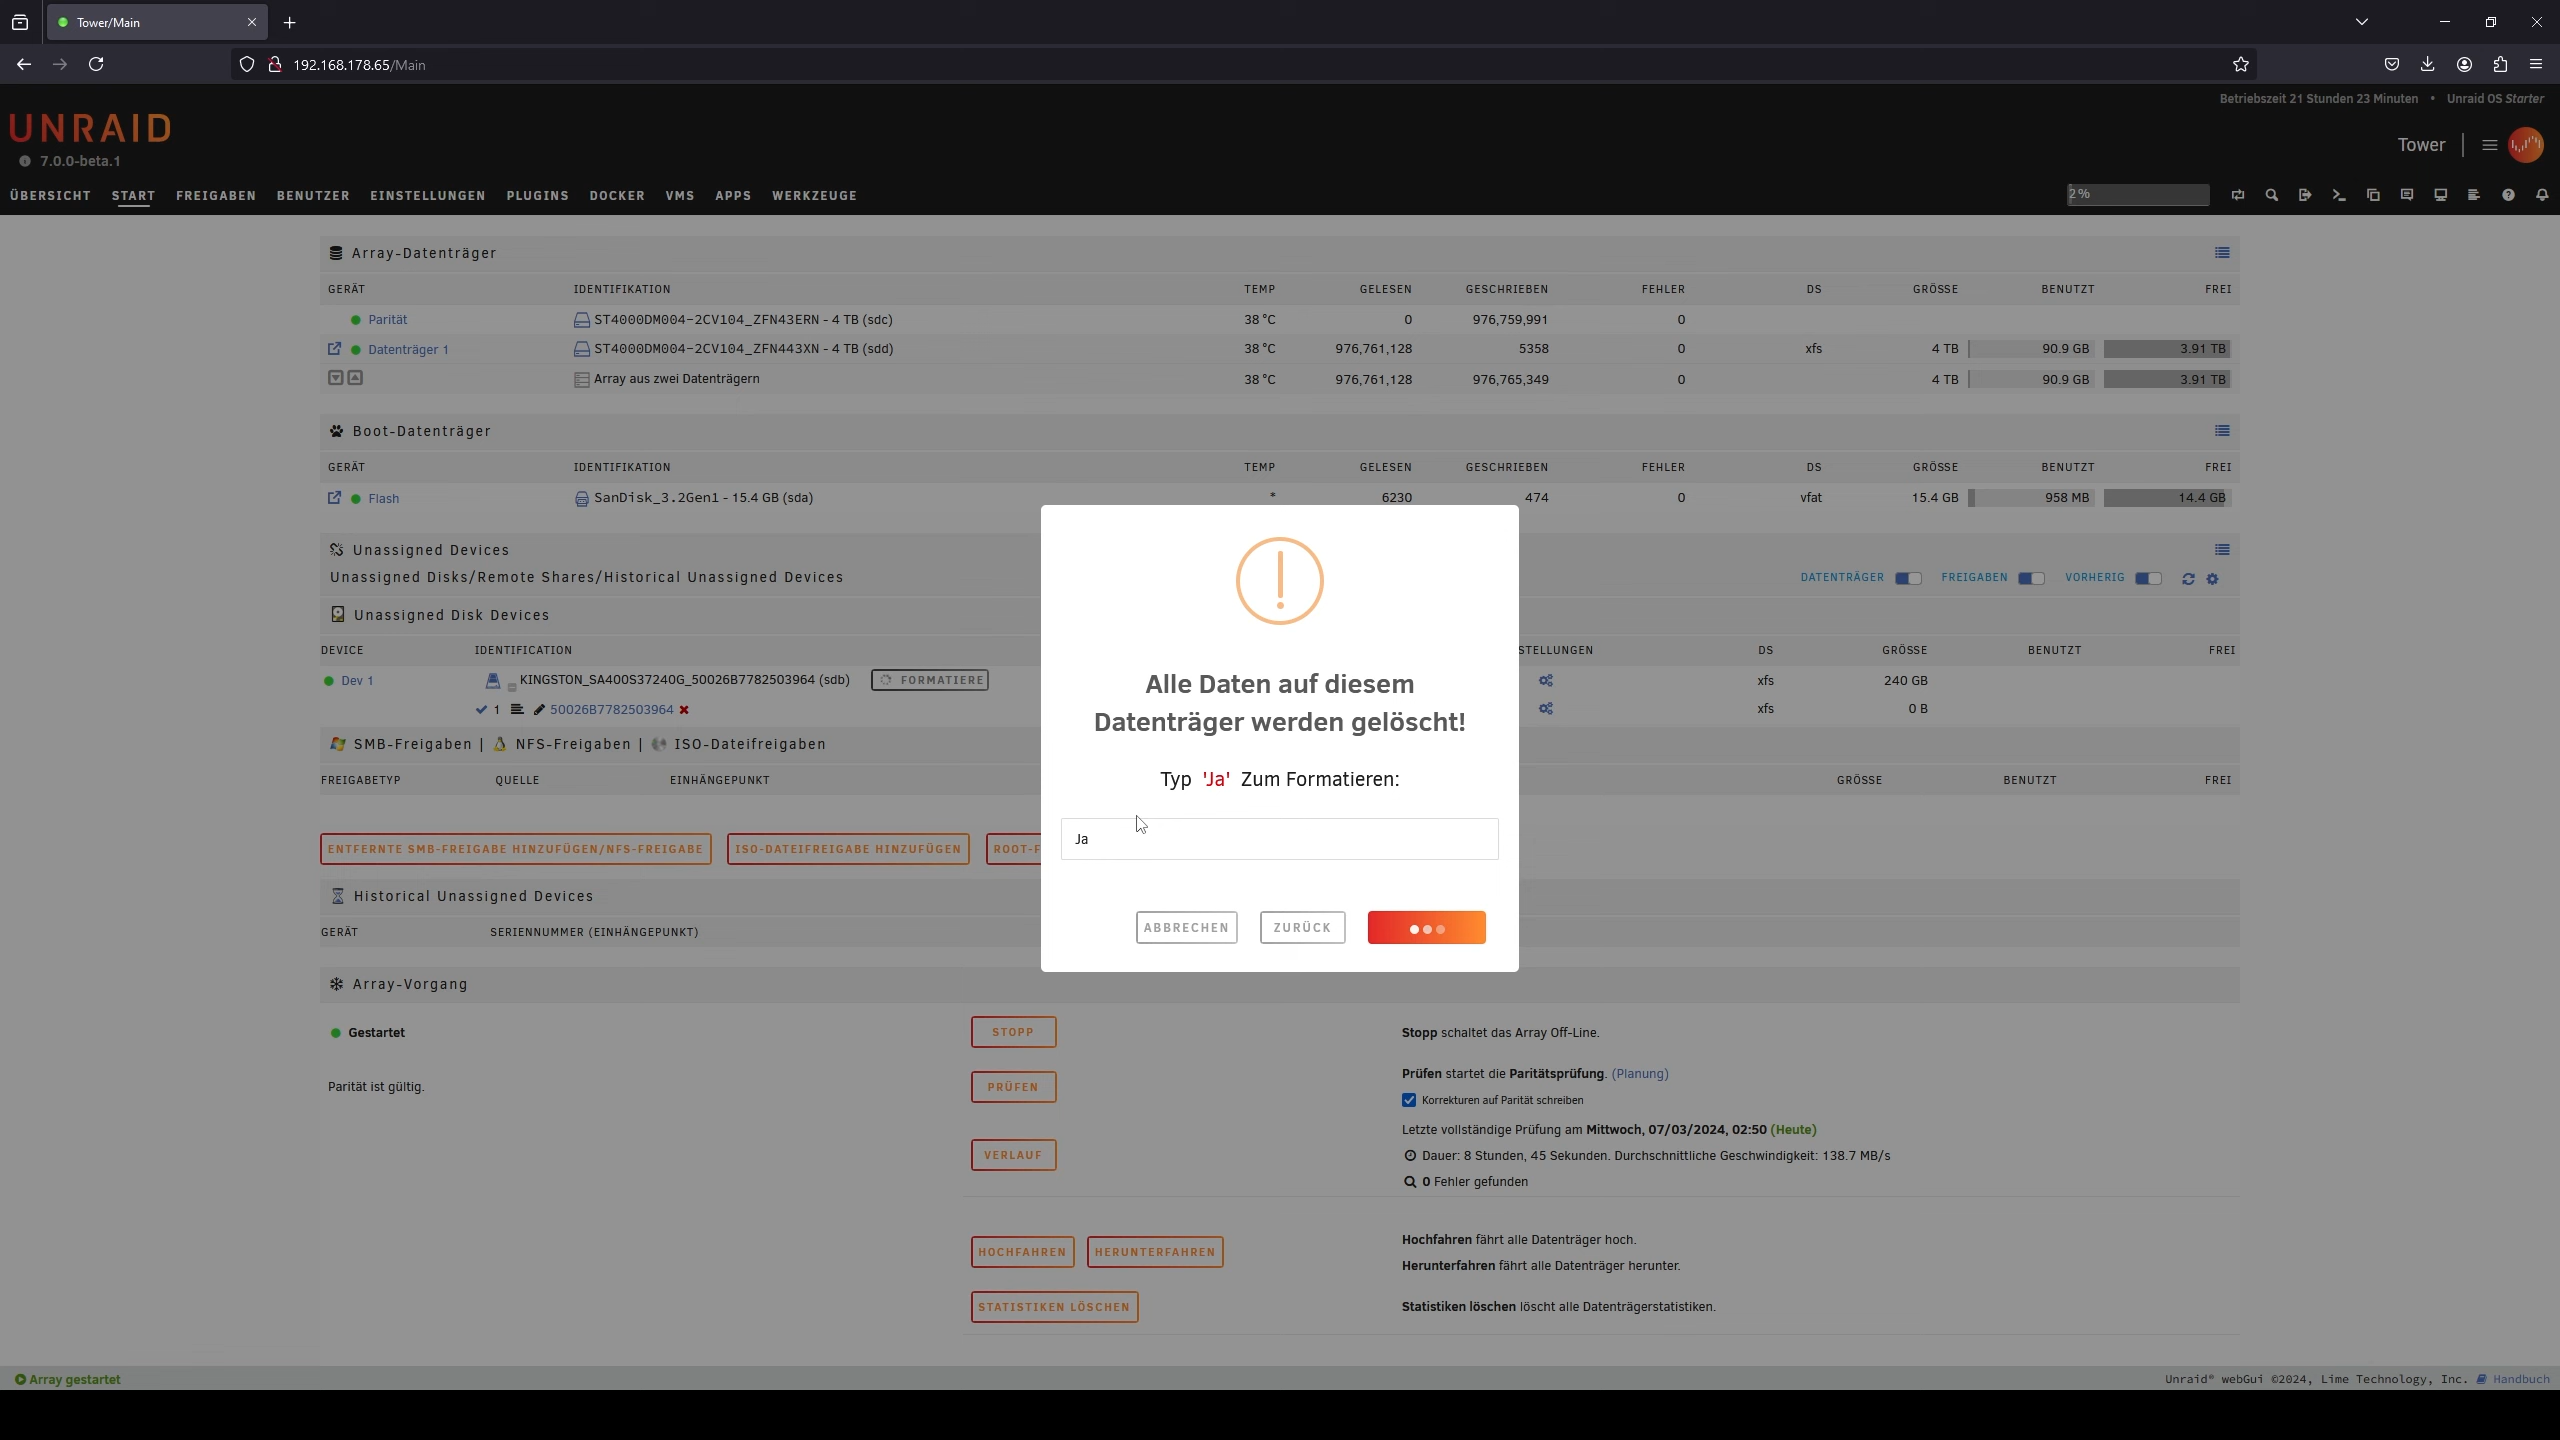 Tower/Main
192.168.178.65/Main
Betriebszeit 21 Stunden 23 Minuten • Unraid OS Starter
UNRAID
7.0.0-beta.1
Tower
ÜBERSICHT START FREIGABEN BENUTZER EINSTELLUNGEN PLUGINS DOCKER VMS APPS WERKZEUGE
2%
Array-Datenträger
GERÄT IDENTIFIKATION TEMP GELESEN GESCHRIEBEN FEHLER DS GRÖSSE BENUTZT FREI
Parität ST4000DM004-2CV104_ZFN43ERN - 4 TB (sdc) 38 °C 0 976,759,991 0
Datenträger 1 ST4000DM004-2CV104_ZFN443XN - 4 TB (sdd) 38 °C 976,761,128 5358 0 xfs 4 TB 90.9 GB 3.91 TB
Array aus zwei Datenträgern 38 °C 976,761,128 976,765,349 0 4 TB 90.9 GB 3.91 TB
Boot-Datenträger
GERÄT IDENTIFIKATION TEMP GELESEN GESCHRIEBEN FEHLER DS GRÖSSE BENUTZT FREI
Flash SanDisk_3.2Gen1 - 15.4 GB (sda) * 6230 474 0 vfat 15.4 GB 958 MB 14.4 GB
Unassigned Devices
Unassigned Disks/Remote Shares/Historical Unassigned Devices
DATENTRÄGER FREIGABEN VORHERIG
Unassigned Disk Devices
DEVICE IDENTIFICATION STELLUNGEN DS GRÖSSE BENUTZT FREI
Dev 1 KINGSTON_SA400S37240G_50026B7782503964 (sdb) FORMATIERE xfs 240 GB
1 50026B7782503964 xfs 0 B
SMB-Freigaben | NFS-Freigaben | ISO-Dateifreigaben
FREIGABETYP QUELLE EINHÄNGEPUNKT GRÖSSE BENUTZT FREI
ENTFERNTE SMB-FREIGABE HINZUFÜGEN/NFS-FREIGABE ISO-DATEIFREIGABE HINZUFÜGEN ROOT-F
Historical Unassigned Devices
GERÄT SERIENNUMMER (EINHÄNGEPUNKT)
Alle Daten auf diesem
Datenträger werden gelöscht!
Typ 'Ja' Zum Formatieren:
Ja
ABBRECHEN ZURÜCK
Array-Vorgang
Gestartet STOPP Stopp schaltet das Array Off-Line.
Parität ist gültig. PRÜFEN Prüfen startet die Paritätsprüfung. (Planung)
Korrekturen auf Parität schreiben
Letzte vollständige Prüfung am Mittwoch, 07/03/2024, 02:50 (Heute)
VERLAUF Dauer: 8 Stunden, 45 Sekunden. Durchschnittliche Geschwindigkeit: 138.7 MB/s
0 Fehler gefunden
HOCHFAHREN HERUNTERFAHREN Hochfahren fährt alle Datenträger hoch.
Herunterfahren fährt alle Datenträger herunter.
STATISTIKEN LÖSCHEN Statistiken löschen löscht alle Datenträgerstatistiken.
Array gestartet
Unraid® webGui ©2024, Lime Technology, Inc. Handbuch